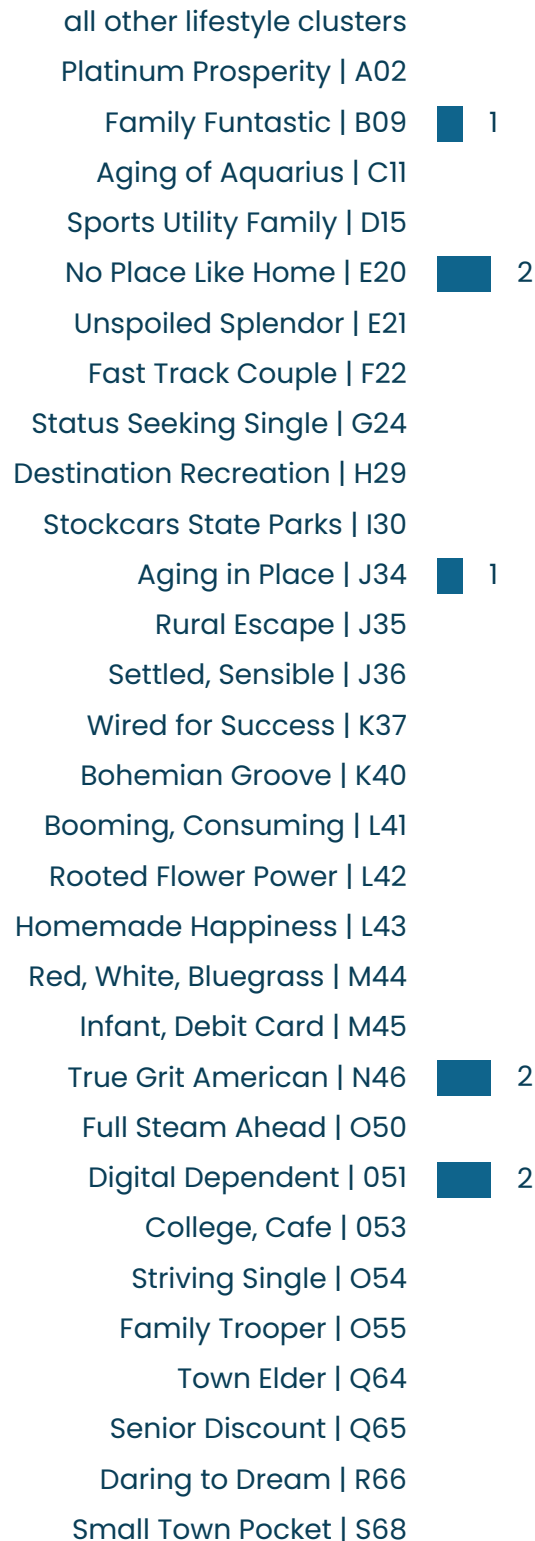 all other lifestyle clusters
Platinum Prosperity | A02
Family Funtastic | B09 1
Aging of Aquarius | C11
Sports Utility Family | D15
No Place Like Home | E20 2
Unspoiled Splendor | E21
Fast Track Couple | F22
Status Seeking Single | G24
Destination Recreation | H29
Stockcars State Parks | I30
Aging in Place | J34 1
Rural Escape | J35
Settled, Sensible | J36
Wired for Success | K37
Bohemian Groove | K40
Booming, Consuming | L41
Rooted Flower Power | L42
Homemade Happiness | L43
Red, White, Bluegrass | M44
Infant, Debit Card | M45
True Grit American | N46 2
Full Steam Ahead | O50
Digital Dependent | 051 2
College, Cafe | 053
Striving Single | O54
Family Trooper | O55
Town Elder | Q64
Senior Discount | Q65
Daring to Dream | R66
Small Town Pocket | S68